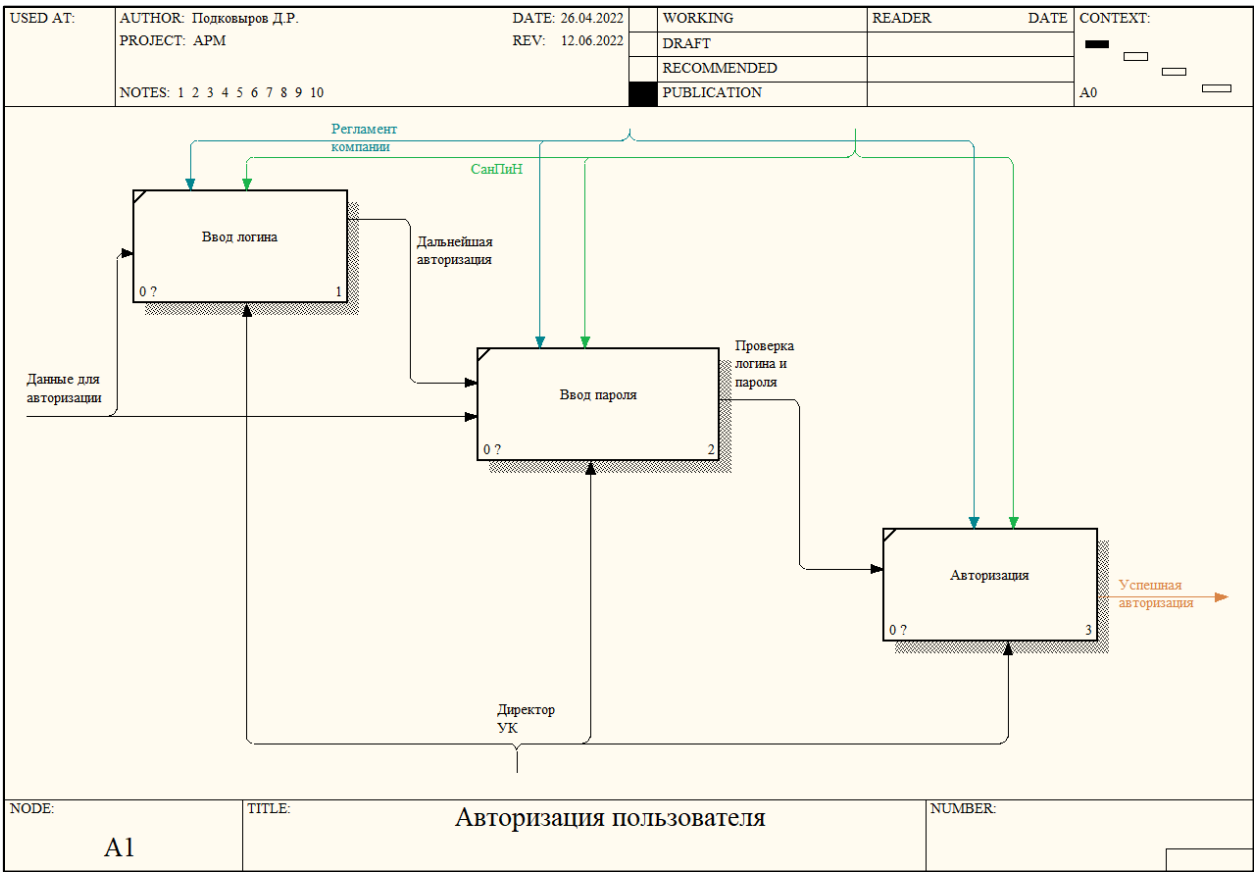 USED AT:
AUTHOR: Подковыров Д.Р.
DATE: 26.04.2022
PROJECT: АРМ
REV: 12.06.2022
NOTES: 1 2 3 4 5 6 7 8 9 10
WORKING
DRAFT
RECOMMENDED
PUBLICATION
READER
DATE
CONTEXT:
A0
Регламент
компании
СанПиН
Ввод логина
0 ?
1
Дальнейшая
авторизация
Данные для
авторизации
Проверка
логина и
пароля
Ввод пароля
0 ?
2
Авторизация
0 ?
3
Успешная
авторизация
Директор
УК
NODE:
A1
TITLE:
Авторизация пользователя
NUMBER: